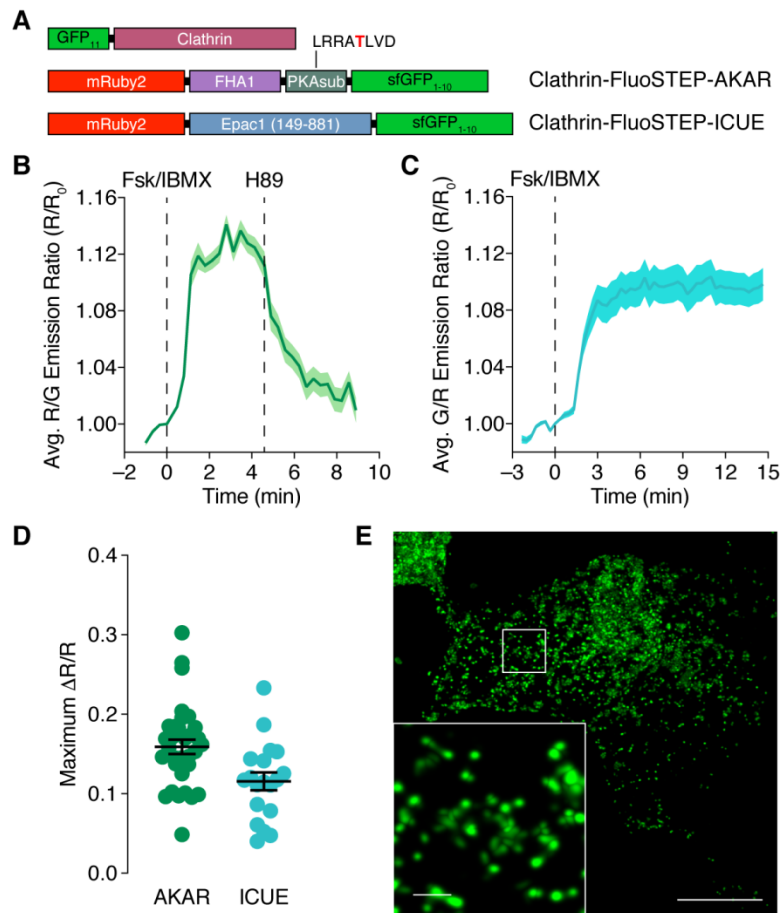 A
GFP11 Clathrin
LRRATLVD
mRuby2 FHA1 PKAsub sfGFP1-10 Clathrin-FluoSTEP-AKAR
mRuby2 Epac1 (149-881) sfGFP1-10 Clathrin-FluoSTEP-ICUE
B
Fsk/IBMX H89
Avg. R/G Emission Ratio (R/R0)
1.16
1.12
1.08
1.04
1.00
−2 0 2 4 6 8 10
Time (min)
C
Fsk/IBMX
Avg. G/R Emission Ratio (R/R0)
1.16
1.12
1.08
1.04
1.00
−3 0 3 6 9 12 15
Time (min)
D
Maximum ΔR/R
0.4
0.3
0.2
0.1
0.0
AKAR ICUE
E